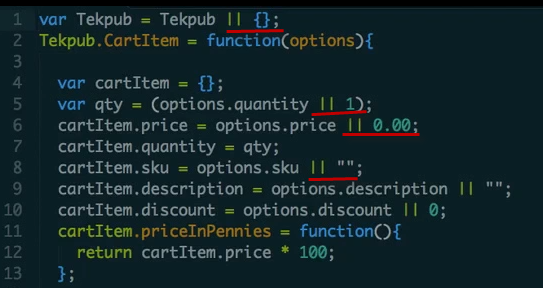 1 var Tekpub = Tekpub || {};
2 Tekpub.CartItem = function(options){
3
4 var cartItem = {};
5 var qty = (options.quantity || 1);
6 cartItem.price = options.price || 0.00;
7 cartItem.quantity = qty;
8 cartItem.sku = options.sku || "";
9 cartItem.description = options.description || "";
10 cartItem.discount = options.discount || 0;
11 cartItem.priceInPennies = function(){
12 return cartItem.price * 100;
13 };